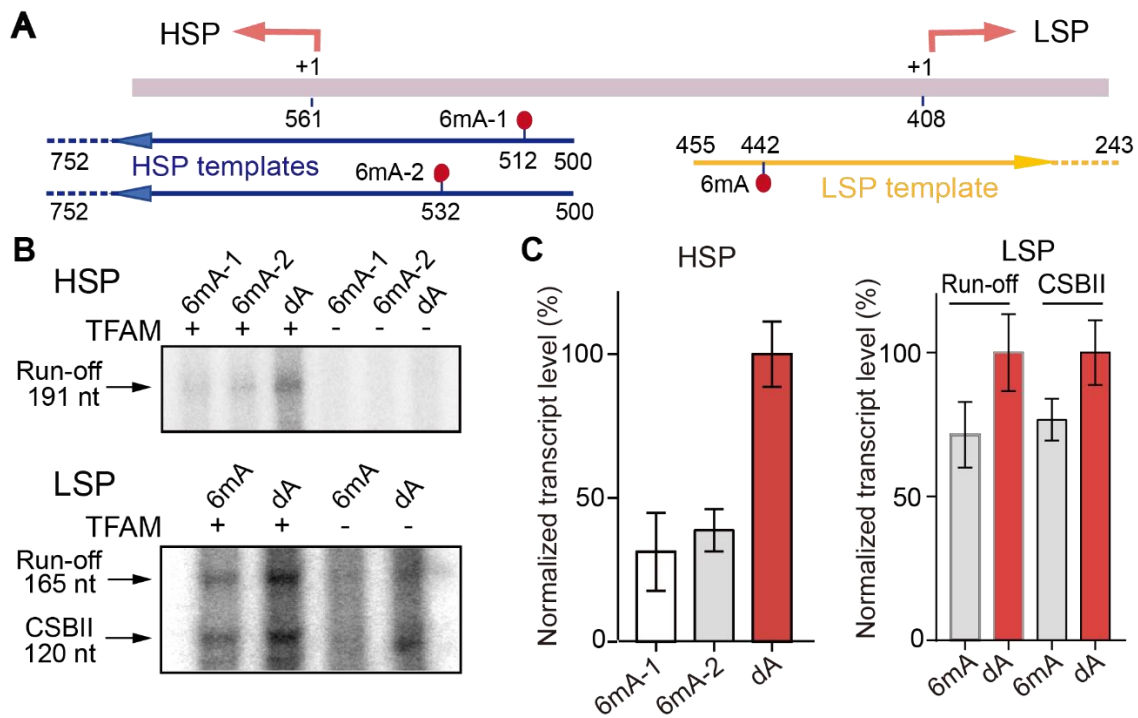 A
HSP
LSP
+1
+1
561
408
6mA-1
455
442
243
752
HSP templates
512
500
6mA-2
6mA
LSP template
752
532
500
B
HSP
6mA-1
6mA-2
dA
6mA-1
6mA-2
dA
TFAM
+
+
+
-
-
-
Run-off
191 nt
LSP
6mA
dA
6mA
dA
TFAM
+
+
-
-
Run-off
165 nt
CSBII
120 nt
C
HSP
Normalized transcript level (%)
100
50
0
6mA-1
6mA-2
dA
LSP
Run-off
CSBII
Normalized transcript level (%)
100
50
0
6mA
dA
6mA
dA